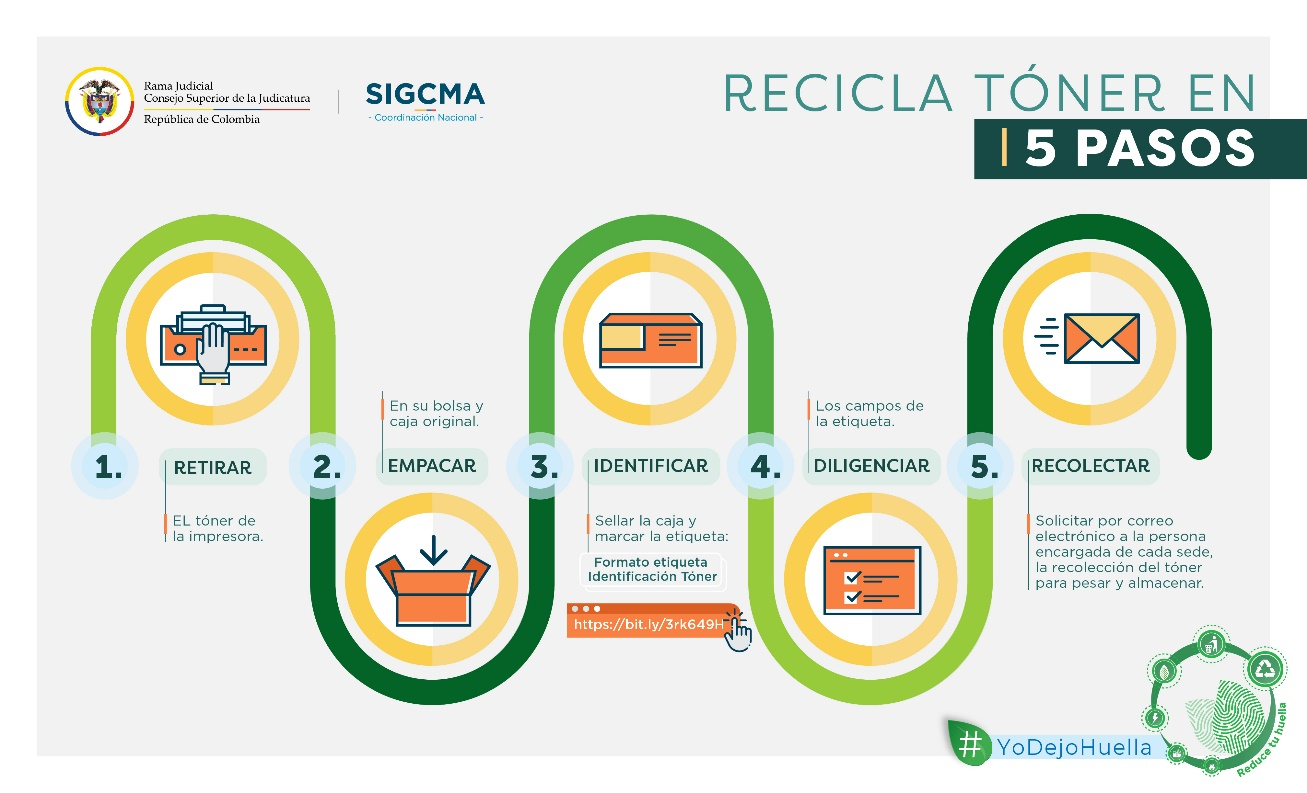 Rama Judicial
Consejo Superior de la Judicatura
República de Colombia
SIGCMA
- Coordinación Nacional -
RECICLA TÓNER EN
5 PASOS
1.
RETIRAR
EL tóner de
la impresora.
2.
En su bolsa y
caja original.
EMPACAR
3.
IDENTIFICAR
Sellar la caja y
marcar la etiqueta:
Formato etiqueta
Identificación Tóner
https://bit.ly/3rk649H
4.
Los campos de
la etiqueta.
DILIGENCIAR
5.
RECOLECTAR
Solicitar por correo
electrónico a la persona
encargada de cada sede,
la recolección del tóner
para pesar y almacenar.
# YoDejoHuella
Reduce tu huella